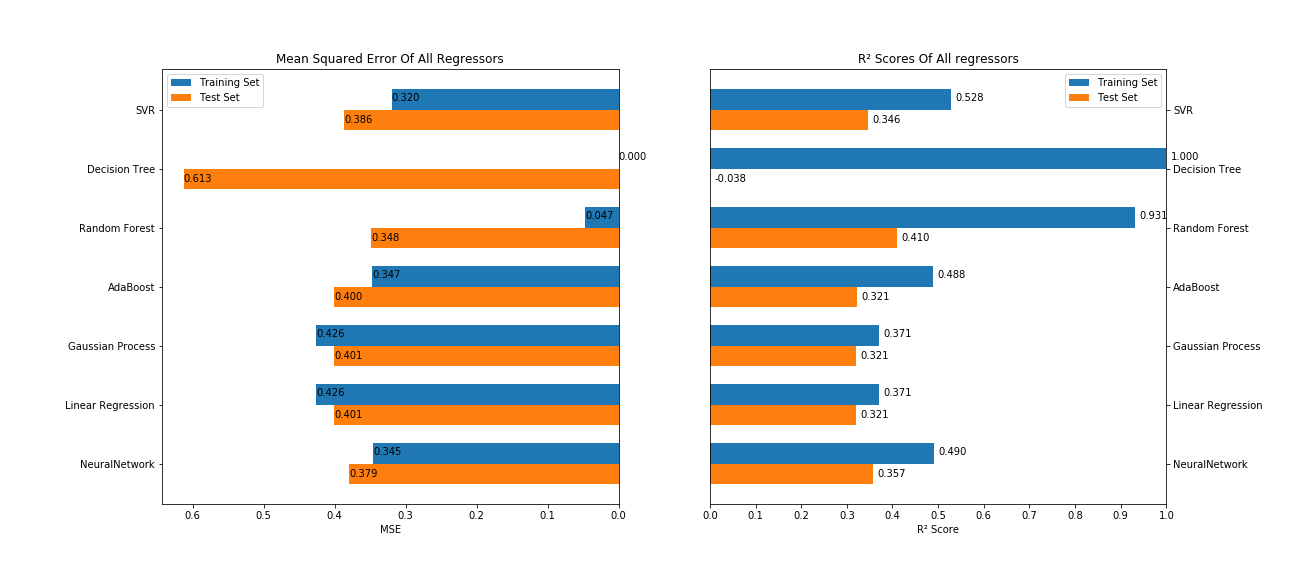 Mean Squared Error Of All Regressors
Training Set
Test Set
SVR
0.320
0.386
Decision Tree
0.000
0.613
Random Forest
0.047
0.348
AdaBoost
0.347
0.400
Gaussian Process
0.426
0.401
Linear Regression
0.426
0.401
NeuralNetwork
0.345
0.379
0.6 0.5 0.4 0.3 0.2 0.1 0.0
MSE
R² Scores Of All regressors
Training Set
Test Set
0.528
SVR
0.346
1.000
Decision Tree
-0.038
0.931
Random Forest
0.410
0.488
AdaBoost
0.321
0.371
Gaussian Process
0.321
0.371
Linear Regression
0.321
0.490
NeuralNetwork
0.357
0.0 0.1 0.2 0.3 0.4 0.5 0.6 0.7 0.8 0.9 1.0
R² Score